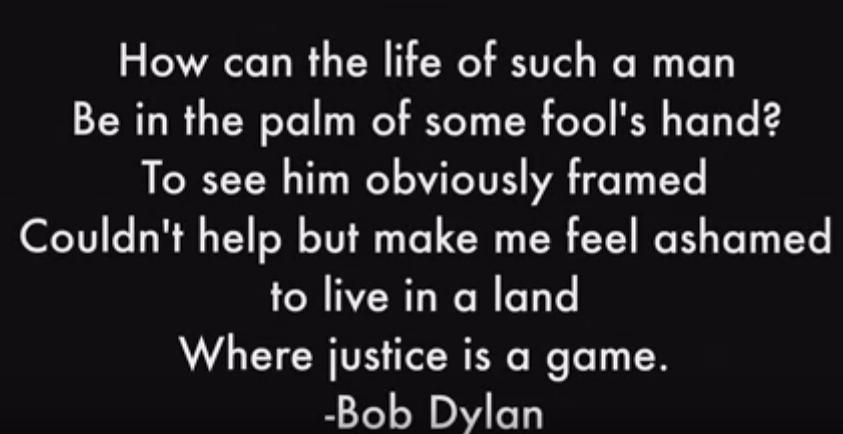 How can the life of such a man
Be in the palm of some fool's hand?
To see him obviously framed
Couldn't help but make me feel ashamed
to live in a land
Where justice is a game.
-Bob Dylan